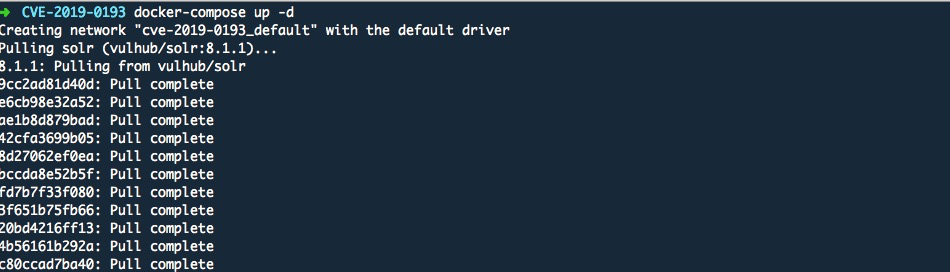 ➜ CVE-2019-0193 docker-compose up -d
Creating network "cve-2019-0193_default" with the default driver
Pulling solr (vulhub/solr:8.1.1)...
8.1.1: Pulling from vulhub/solr
9cc2ad81d40d: Pull complete
e6cb98e32a52: Pull complete
ae1b8d879bad: Pull complete
42cfa3699b05: Pull complete
8d27062ef0ea: Pull complete
bccda8e52b5f: Pull complete
fd7b7f33f080: Pull complete
3f651b75fb66: Pull complete
20bd4216ff13: Pull complete
4b56161b292a: Pull complete
c80ccad7ba40: Pull complete